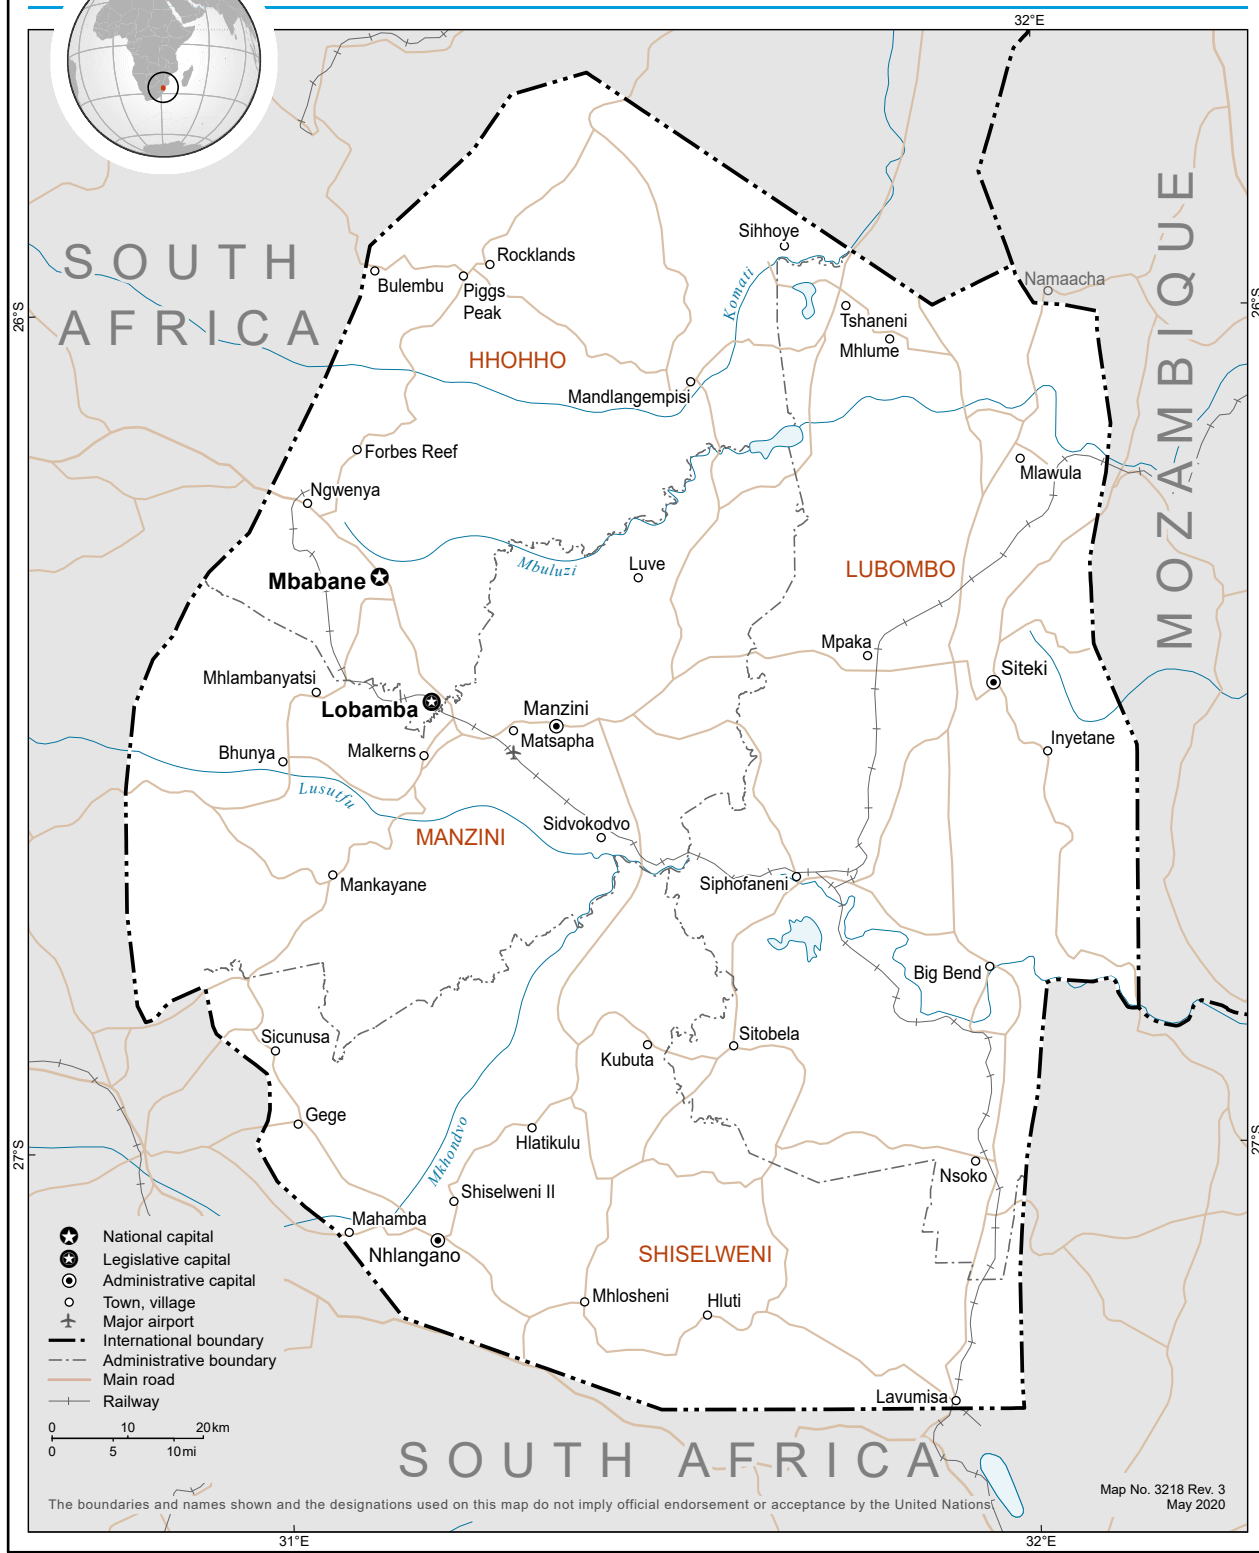 32°E
SOUTH
AFRICA
MOZAMBIQUE
26°S
26°S
Sihhoye
Rocklands
Bulembu
Piggs
Peak
Komati
Namaacha
Tshaneni
Mhlume
HHOHHO
Mandlangempisi
Forbes Reef
Mlawula
Ngwenya
Mbuluzi
Luve
LUBOMBO
Mbabane
Mpaka
Siteki
Mhlambanyatsi
Lobamba
Manzini
Matsapha
Inyetane
Bhunya
Malkerns
Lusutfu
Sidvokodvo
MANZINI
Mankayane
Siphofaneni
Big Bend
Sicunusa
Kubuta
Sitobela
Gege
Hlatikulu
Mkhondvo
27°S
27°S
Nsoko
Shiselweni II
Mahamba
Nhlangano
SHISELWENI
Mhlosheni
Hluti
Lavumisa
National capital
Legislative capital
Administrative capital
Town, village
Major airport
International boundary
Administrative boundary
Main road
Railway
0 10 20 km
0 5 10 mi
SOUTH AFRICA
The boundaries and names shown and the designations used on this map do not imply official endorsement or acceptance by the United Nations.
Map No. 3218 Rev. 3
May 2020
31°E
32°E